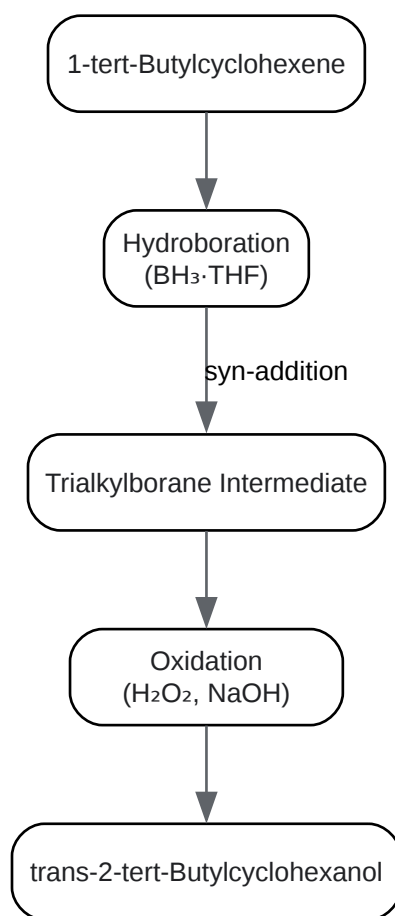 1-tert-Butylcyclohexene
Hydroboration
(BH₃·THF)
syn-addition
Trialkylborane Intermediate
Oxidation
(H₂O₂, NaOH)
trans-2-tert-Butylcyclohexanol